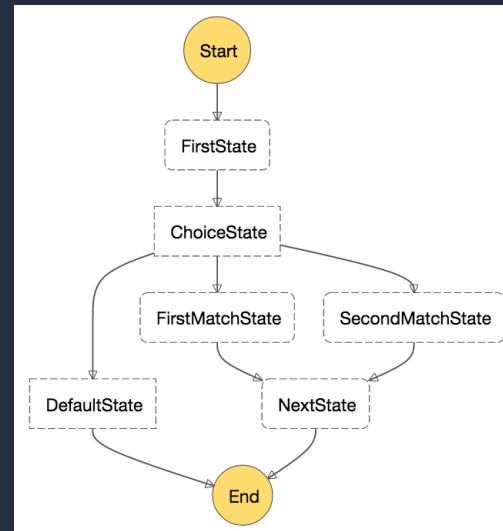 Start
FirstState
ChoiceState
FirstMatchState
SecondMatchState
DefaultState
NextState
End